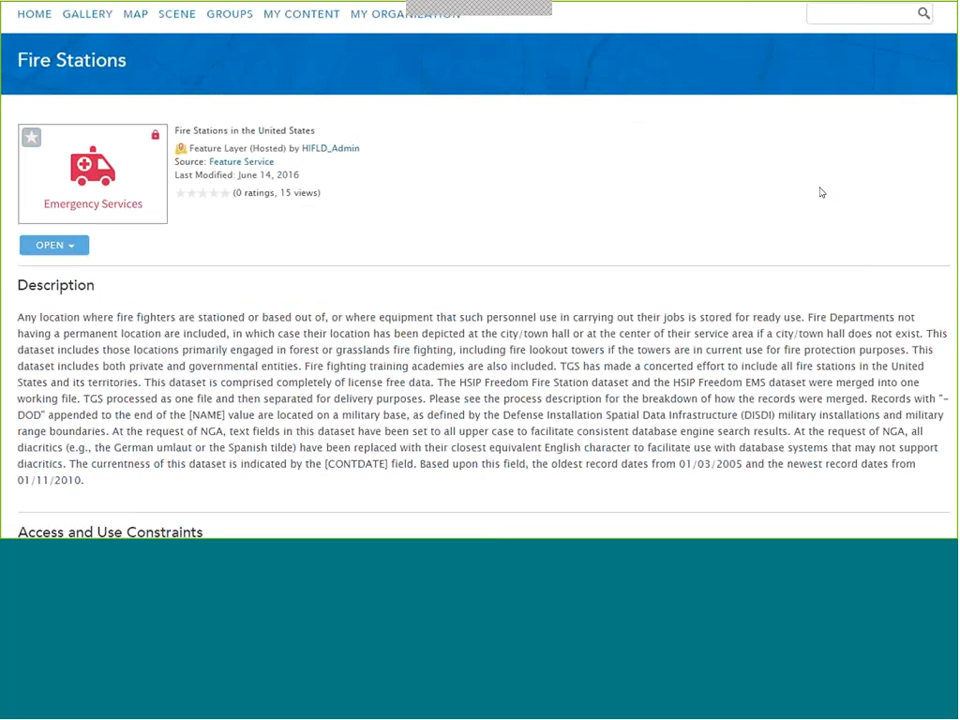 HOME GALLERY MAP SCENE GROUPS MY CONTENT MY ORGANIZATION
Fire Stations
Emergency Services
Fire Stations in the United States
Feature Layer (Hosted) by HIFLD_Admin
Source: Feature Service
Last Modified: June 14, 2016
(0 ratings, 15 views)
OPEN
Description
Any location where fire fighters are stationed or based out of, or where equipment that such personnel use in carrying out their jobs is stored for ready use. Fire Departments not
having a permanent location are included, in which case their location has been depicted at the city/town hall or at the center of their service area if a city/town hall does not exist. This
dataset includes those locations primarily engaged in forest or grasslands fire fighting, including fire lookout towers if the towers are in current use for fire protection purposes. This
dataset includes both private and governmental entities. Fire fighting training academies are also included. TGS has made a concerted effort to include all fire stations in the United
States and its territories. This dataset is comprised completely of license free data. The HSIP Freedom Fire Station dataset and the HSIP Freedom EMS dataset were merged into one
working file. TGS processed as one file and then separated for delivery purposes. Please see the process description for the breakdown of how the records were merged. Records with "-
DOD" appended to the end of the [NAME] value are located on a military base, as defined by the Defense Installation Spatial Data Infrastructure (DISDI) military installations and military
range boundaries. At the request of NGA, text fields in this dataset have been set to all upper case to facilitate consistent database engine search results. At the request of NGA, all
diacritics (e.g., the German umlaut or the Spanish tilde) have been replaced with their closest equivalent English character to facilitate use with database systems that may not support
diacritics. The currentness of this dataset is indicated by the [CONTDATE] field. Based upon this field, the oldest record dates from 01/03/2005 and the newest record dates from
01/11/2010.
Access and Use Constraints